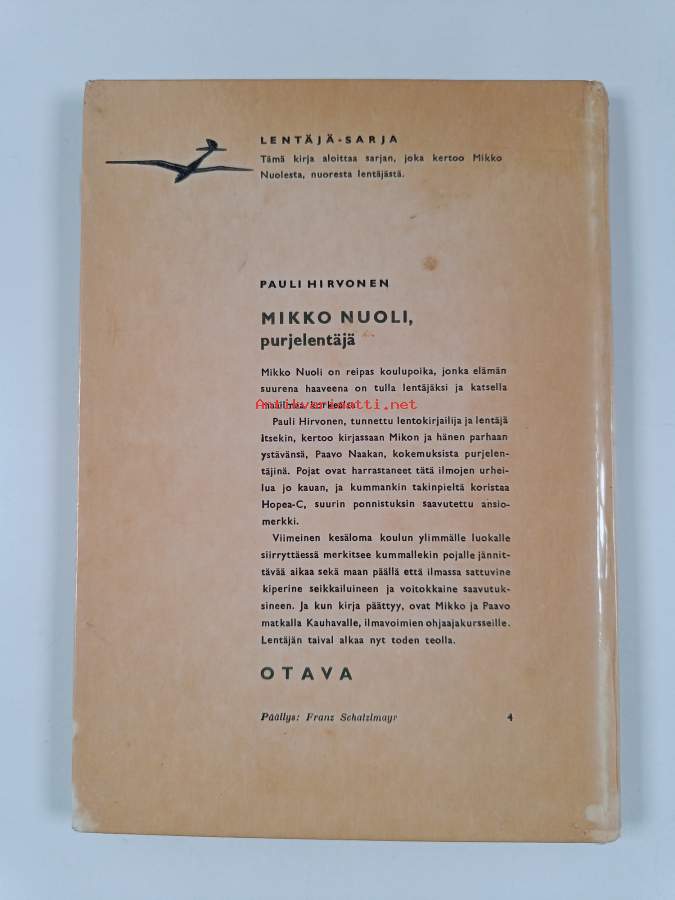 LENTÄJÄ-SARJA
Tämä kirja aloittaa sarjan, joka kertoo Mikko
Nuolesta, nuoresta lentäjästä.
PAULI HIRVONEN
MIKKO NUOLI,
purjelentäjä
Mikko Nuoli on reipas koulupoika, jonka elämän
suurena haaveena on tulla lentäjäksi ja katsella
maailmaa korkealta.
Antikvariaatti.net
Pauli Hirvonen, tunnettu lentokirjailija ja lentäjä
itsekin, kertoo kirjassaan Mikon ja hänen parhaan
ystävänsä, Paavo Naakan, kokemuksista purjelen-
täjinä. Pojat ovat harrastaneet tätä ilmojen urhei-
lua jo kauan, ja kummankin takinpieltä koristaa
Hopea-C, suurin ponnistuksin saavutettu ansio-
merkki.
Viimeinen kesäloma koulun ylimmälle luokalle
siirryttäessä merkitsee kummallekin pojalle jännit-
tävää aikaa sekä maan päällä että ilmassa sattuvine
kiperine seikkailuineen ja voitokkaine saavutuk-
sineen. Ja kun kirja päättyy, ovat Mikko ja Paavo
matkalla Kauhavalle, ilmavoimien ohjaajakursseille.
Lentäjän taival alkaa nyt toden teolla.
OTAVA
Päällys: Franz Schatzlmayr 4